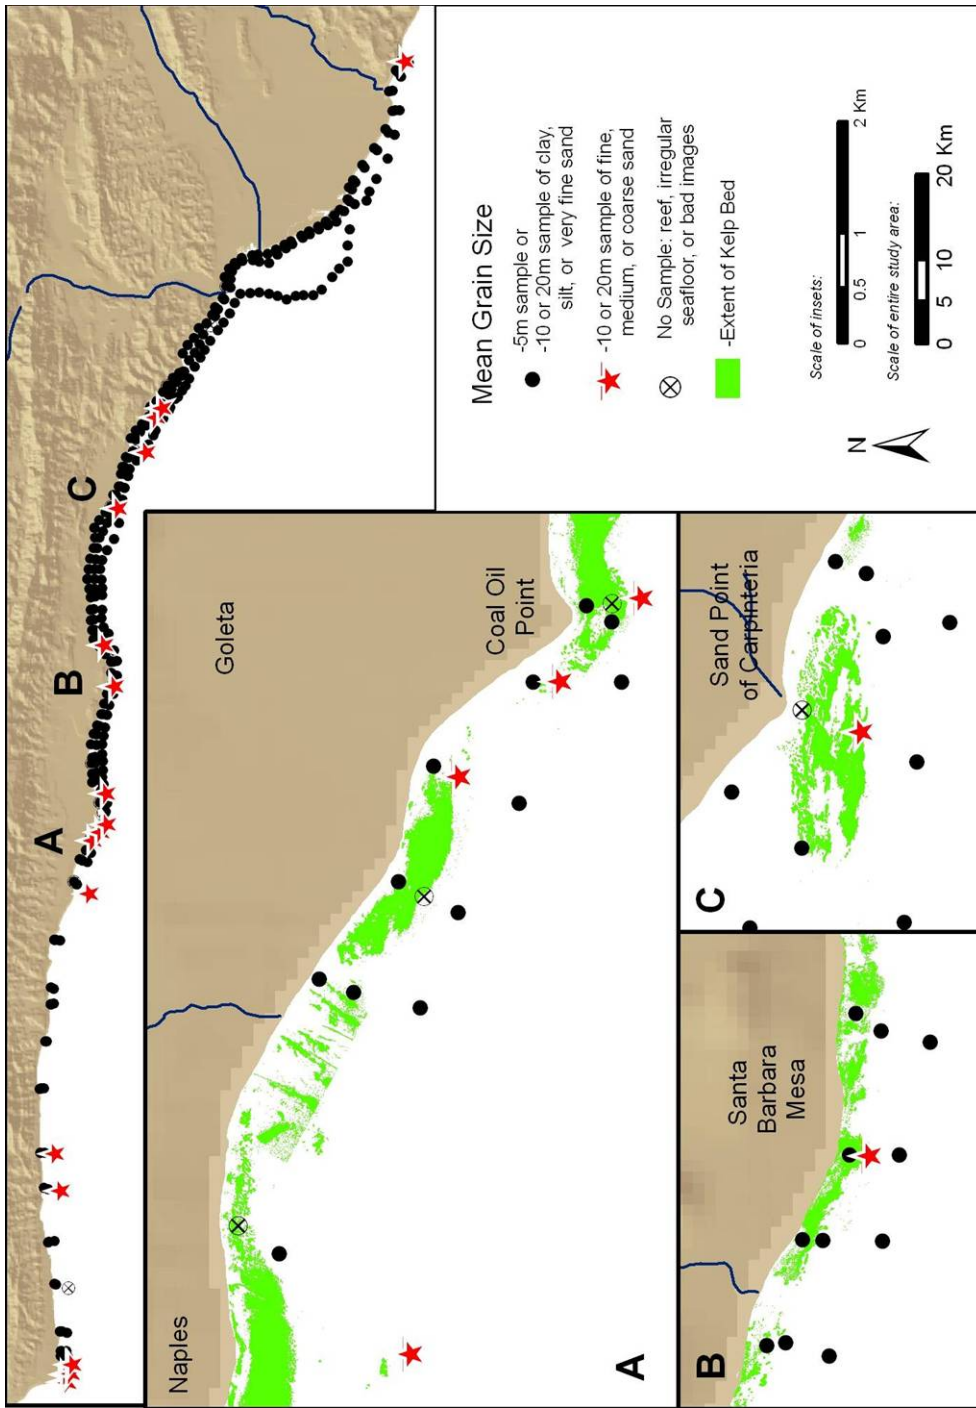 A
B
C
Naples
Goleta
Coal Oil
Point
A
Santa
Barbara
Mesa
B
Sand Point
of Carpinteria
C
Mean Grain Size
-5m sample or
-10 or 20m sample of clay,
silt, or very fine sand
-10 or 20m sample of fine,
medium, or coarse sand
No Sample: reef, irregular
seafloor, or bad images
-Extent of Kelp Bed
N
Scale of insets:
0 0.5 1 2 Km
Scale of entire study area:
0 5 10 20 Km